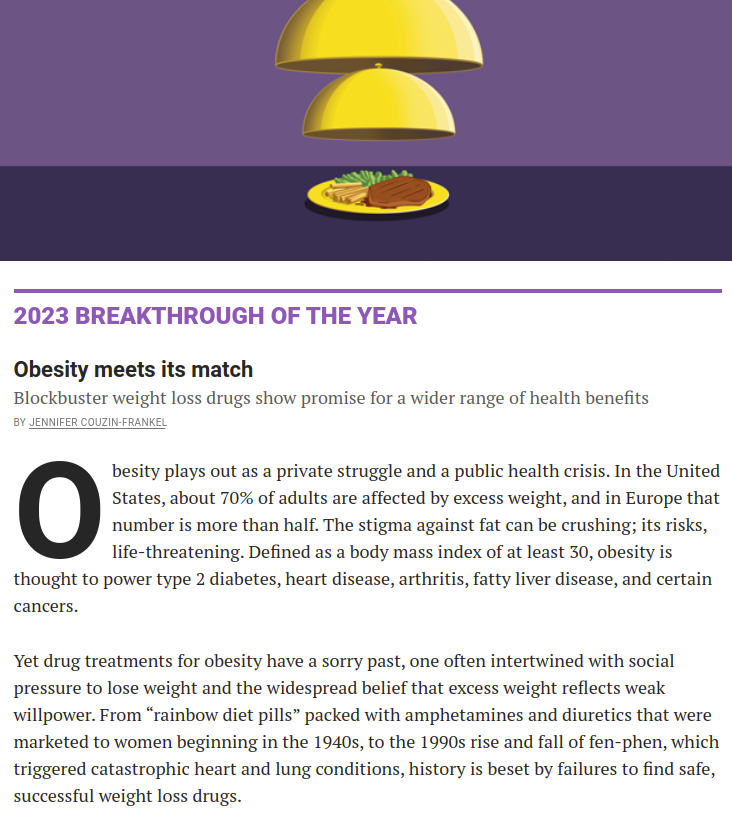 2023 BREAKTHROUGH OF THE YEAR
Obesity meets its match
Blockbuster weight loss drugs show promise for a wider range of health benefits
BY JENNIFER COUZIN-FRANKEL
Obesity plays out as a private struggle and a public health crisis. In the United
States, about 70% of adults are affected by excess weight, and in Europe that
number is more than half. The stigma against fat can be crushing; its risks,
life-threatening. Defined as a body mass index of at least 30, obesity is
thought to power type 2 diabetes, heart disease, arthritis, fatty liver disease, and certain
cancers.
Yet drug treatments for obesity have a sorry past, one often intertwined with social
pressure to lose weight and the widespread belief that excess weight reflects weak
willpower. From “rainbow diet pills” packed with amphetamines and diuretics that were
marketed to women beginning in the 1940s, to the 1990s rise and fall of fen-phen, which
triggered catastrophic heart and lung conditions, history is beset by failures to find safe,
successful weight loss drugs.